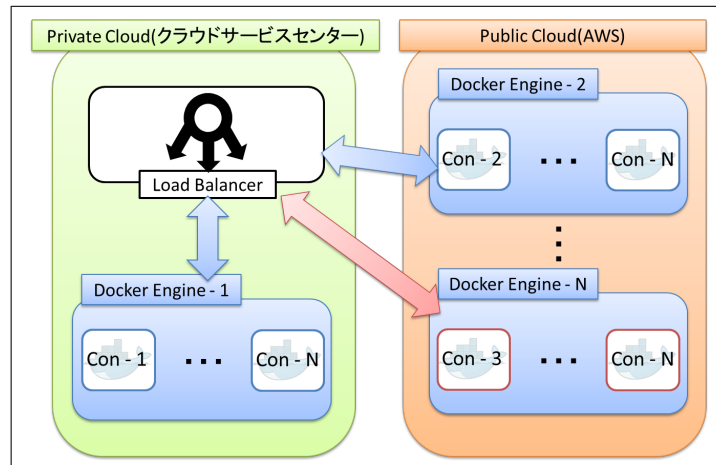 Private Cloud(クラウドサービスセンター)
Load Balancer
Docker Engine - 1
Con - 1 ... Con - N
Public Cloud(AWS)
Docker Engine - 2
Con - 2 ... Con - N
Docker Engine - N
Con - 3 ... Con - N